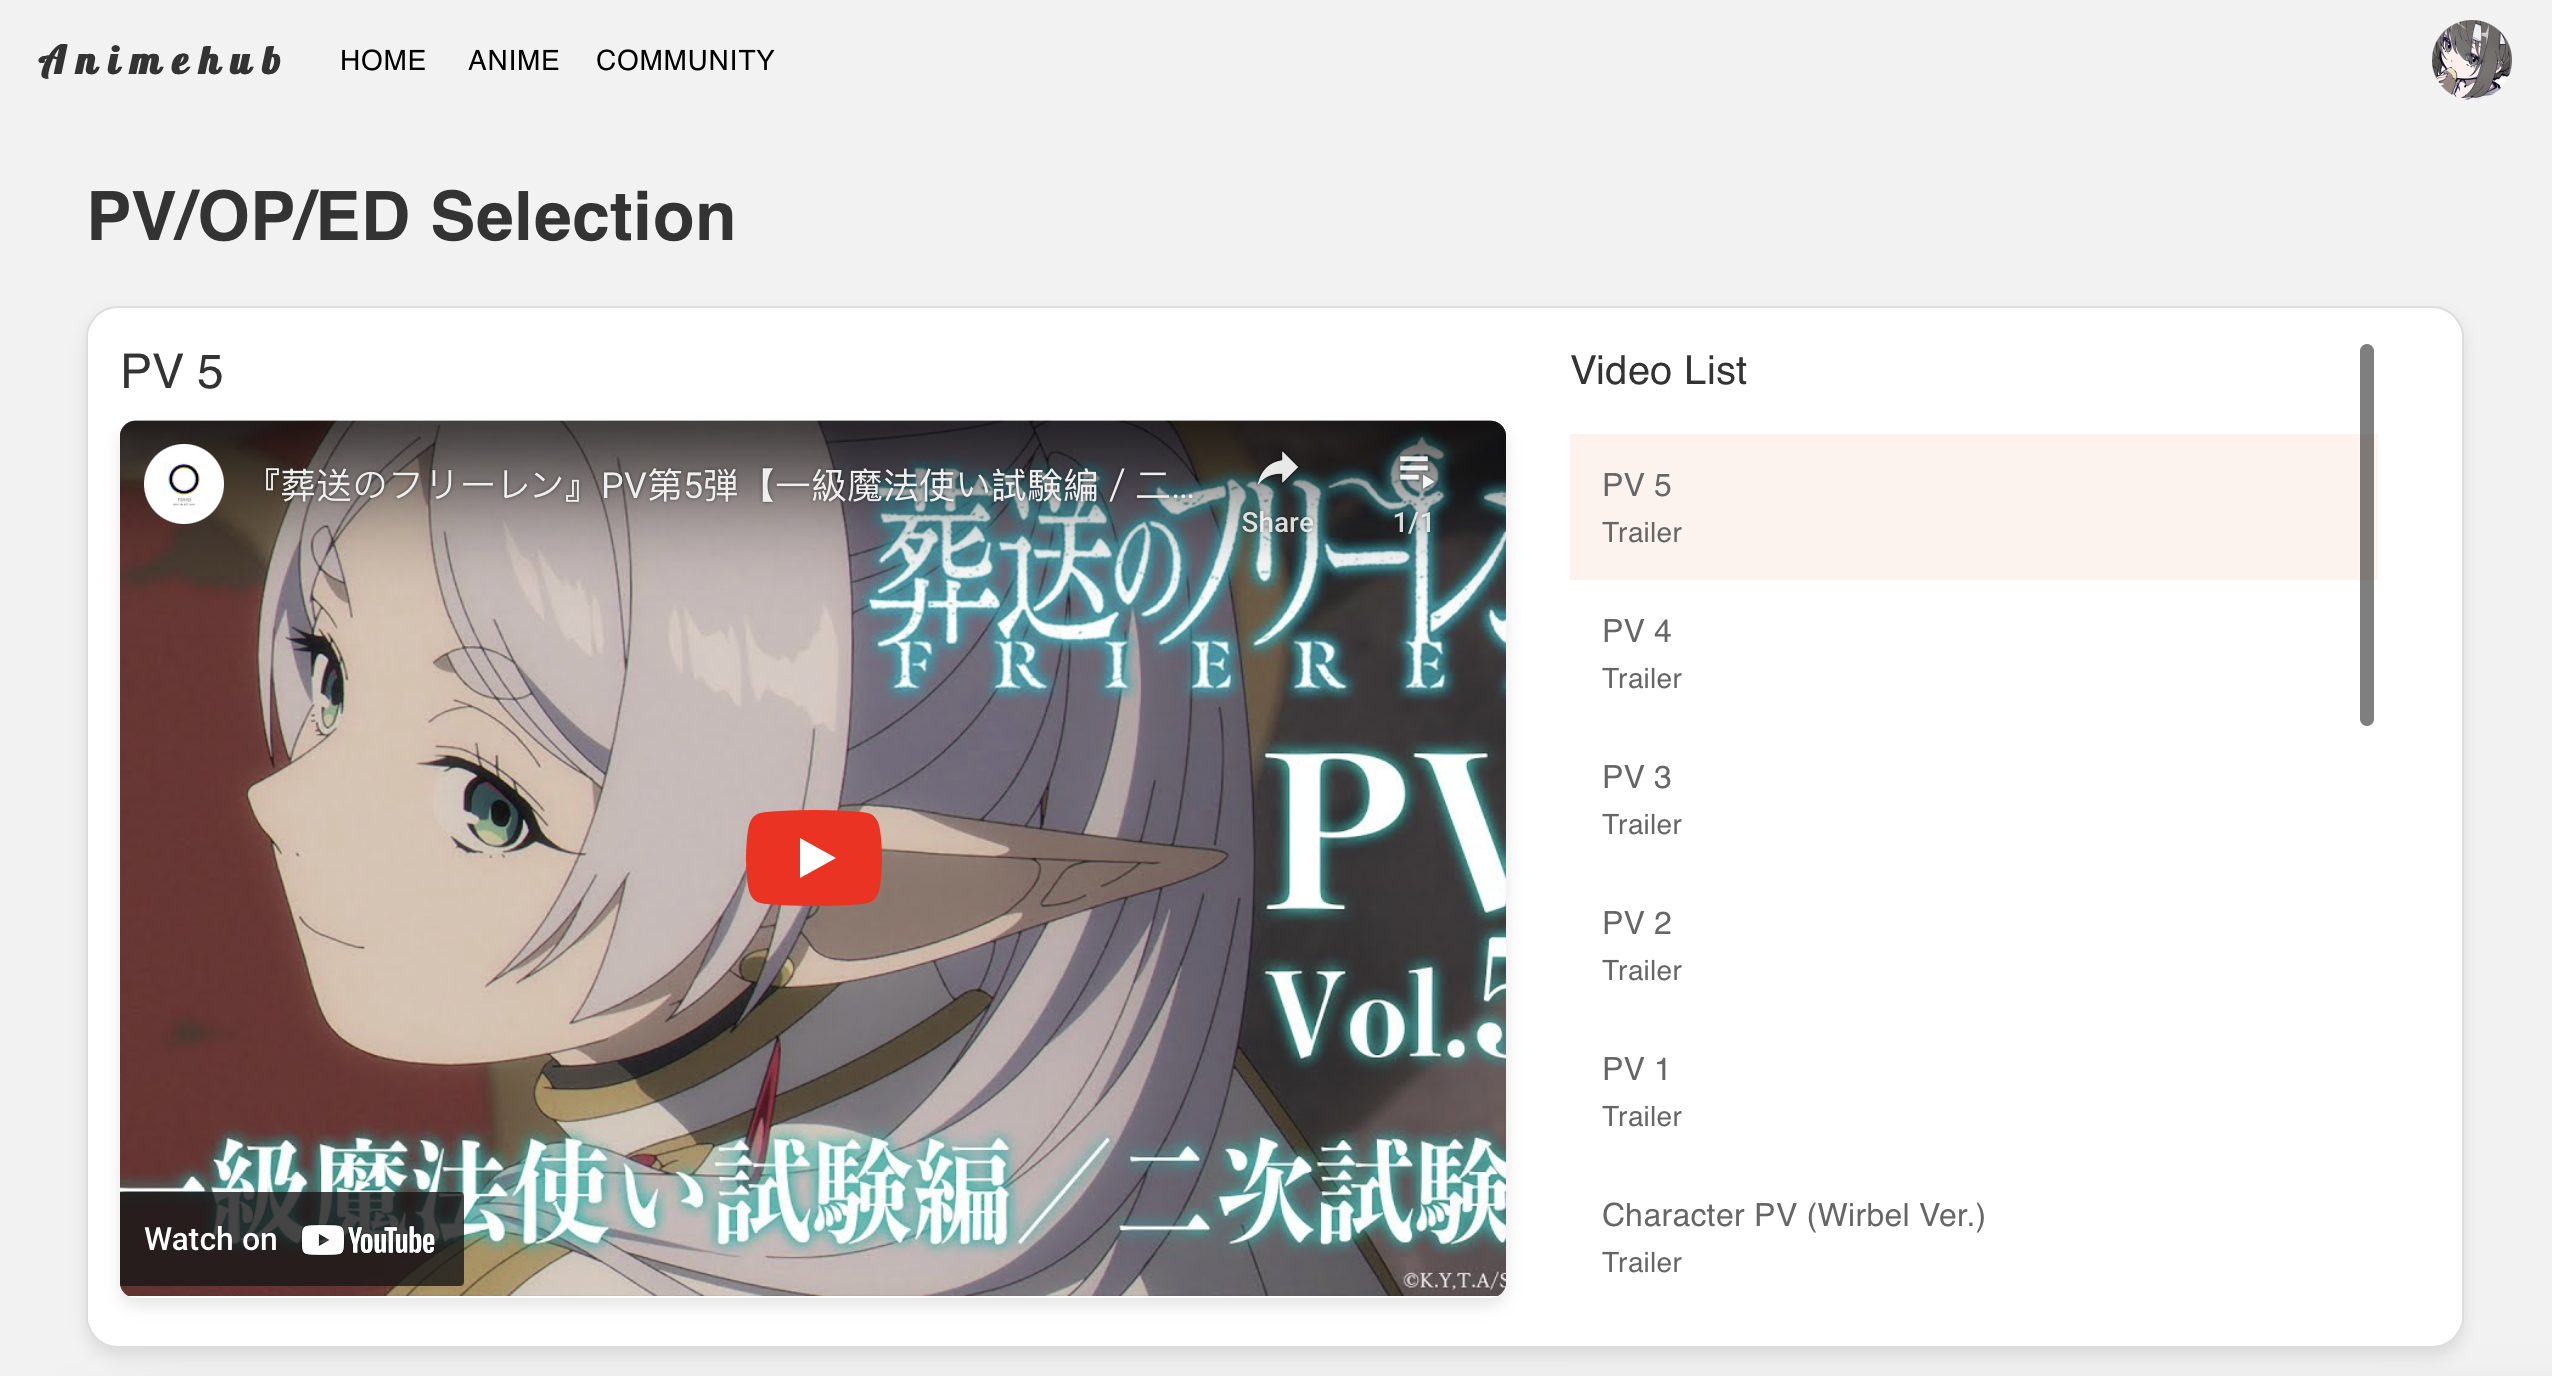 Animehub
HOME ANIME COMMUNITY
PV/OP/ED Selection
PV 5
『葬送のフリーレン』PV第5弾【一級魔法使い試験編 / 二...
Share
1/1
葬送のフリーレ
FRIERE
PV
Vol.5
一級魔法使い試験編／二次試験
Watch on YouTube
©K.Y,T.A/S
Video List
PV 5
Trailer
PV 4
Trailer
PV 3
Trailer
PV 2
Trailer
PV 1
Trailer
Character PV (Wirbel Ver.)
Trailer